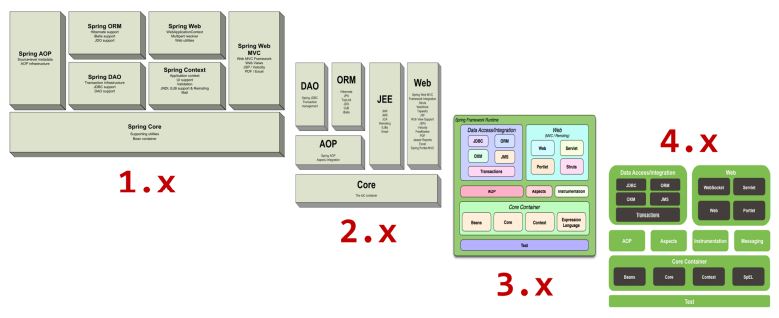 Spring AOP
Source-level metadata
AOP infrastructure
Spring ORM
Hibernate support
iBatis support
JDO support
Spring Web
WebApplicationContext
Multipart resolver
Web utilities
Spring Web
MVC
Web MVC Framework
Web Views
JSP / Velocity
PDF / Excel
Spring DAO
Transaction infrastructure
JDBC support
DAO support
Spring Context
Application context
UI support
Validation
JNDI, EJB support & Remoting
Mail
Spring Core
Supporting utilities
Bean container
1.x
DAO
Spring JDBC
Transaction
management
ORM
Hibernate
JPA
TopLink
JDO
OJB
iBatis
JEE
JMX
JMS
JCA
Remoting
EJBs
Email
Web
Spring Web MVC
Framework Integration
Struts
WebWork
Tapestry
JSF
Rich View Support
JSPs
Velocity
FreeMarker
PDF
Jasper Reports
Excel
Spring Portlet MVC
AOP
Spring AOP
AspectJ integration
Core
The IoC container
2.x
Spring Framework Runtime
Data Access/Integration
JDBC
ORM
OXM
JMS
Transactions
Web
(MVC / Remoting)
Web
Servlet
Portlet
Struts
AOP
Aspects
Instrumentation
Core Container
Beans
Core
Context
Expression
Language
Test
3.x
4.x
Data Access/Integration
JDBC
ORM
OXM
JMS
Transactions
Web
WebSocket
Servlet
Web
Portlet
AOP
Aspects
Instrumentation
Messaging
Core Container
Beans
Core
Context
SpEL
Test